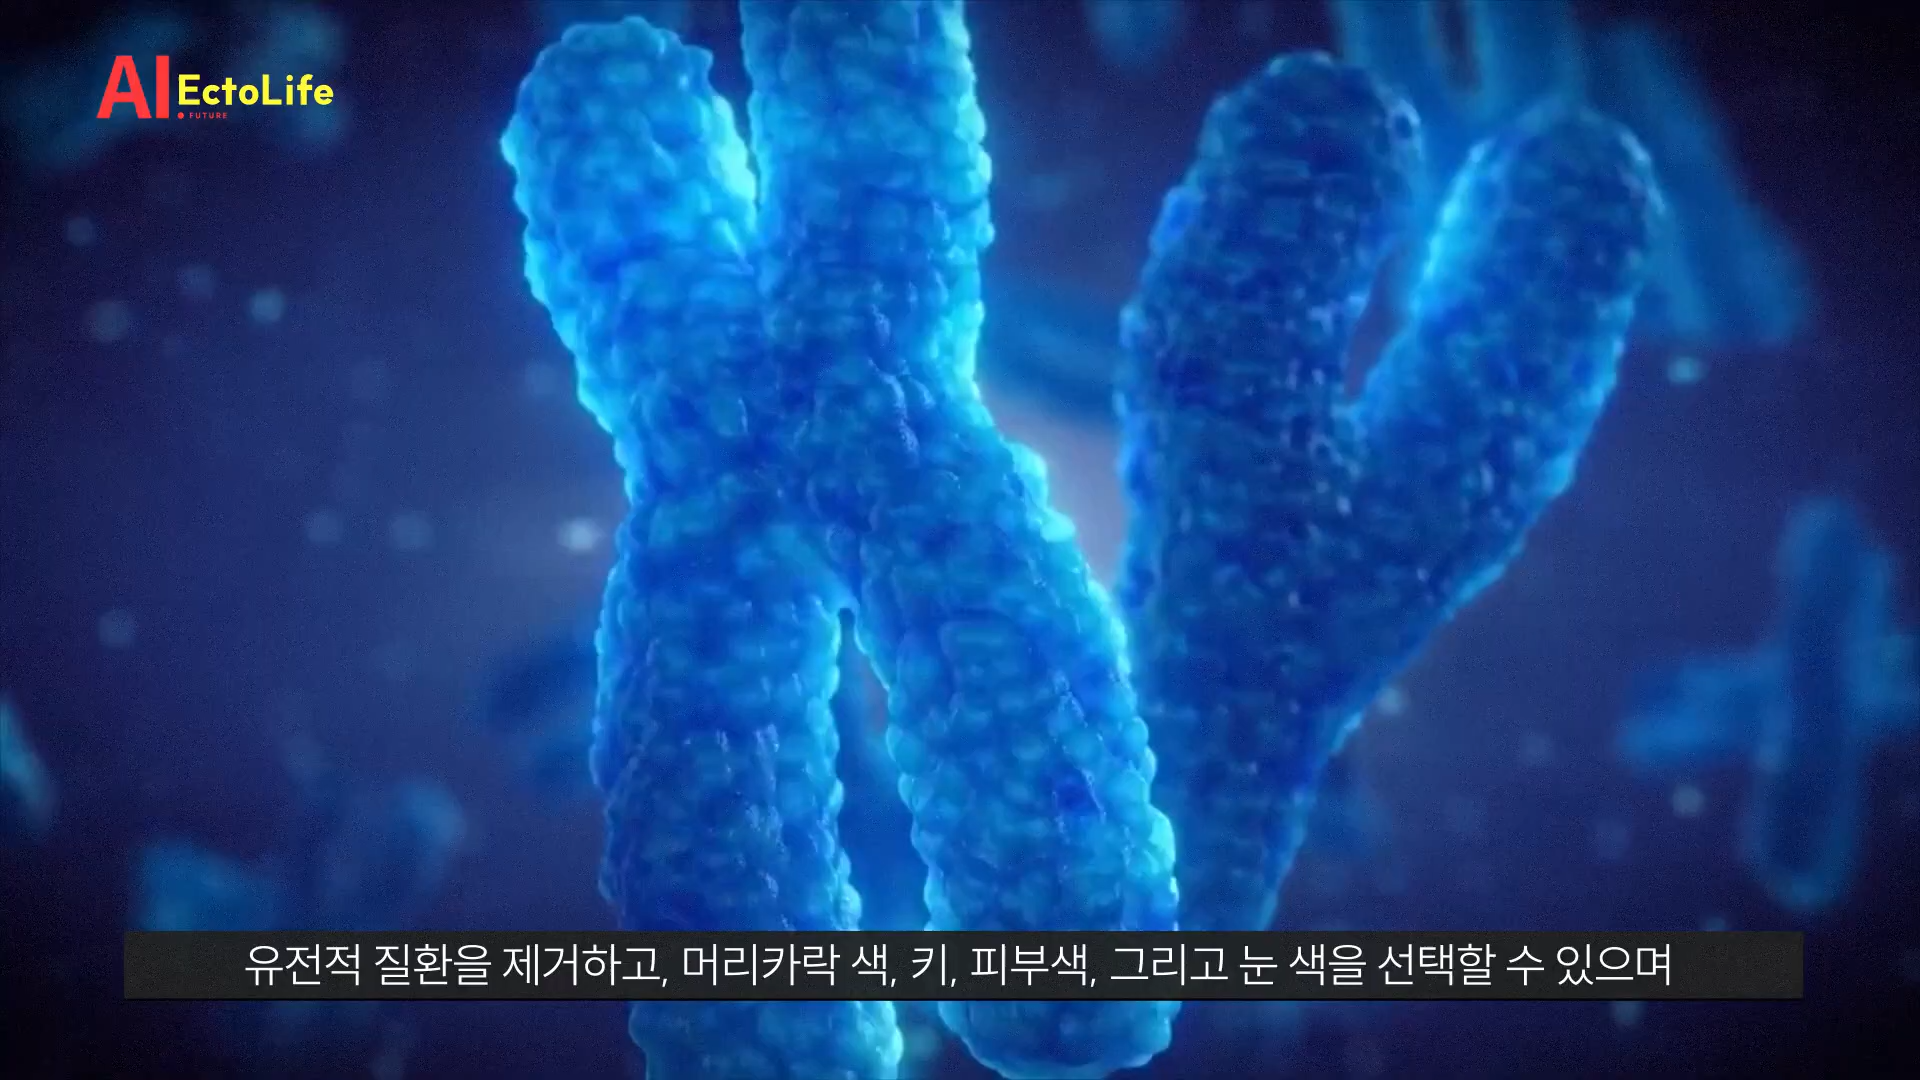 AI EctoLife
FUTURE
유전적 질환을 제거하고, 머리카락 색, 키, 피부색, 그리고 눈 색을 선택할 수 있으며